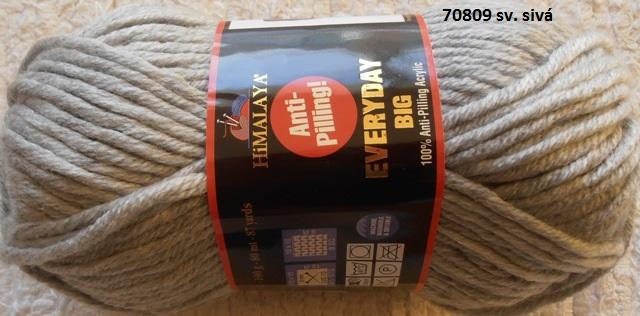 70809 sv. sivá
HiMALAYA
Anti-
Pilling!
EVERYDAY
BIG
100% Anti-Pilling Acrylic